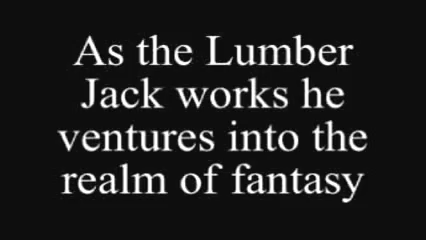 As the Lumber
Jack works he
ventures into the
realm of fantasy